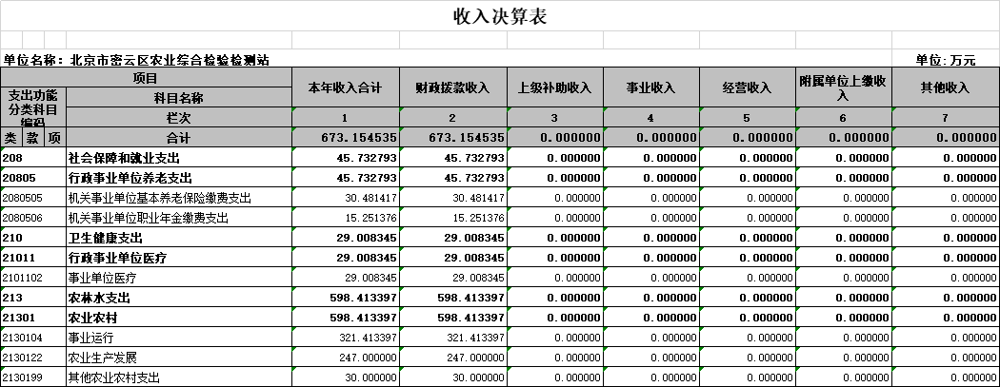 收入决算表
单位名称：北京市密云区农业综合检验检测站 单位:万元
项目 本年收入合计 财政拨款收入 上级补助收入 事业收入 经营收入 附属单位上缴收入 其他收入
支出功能分类科目编码 科目名称
栏次 1 2 3 4 5 6 7
类 款 项 合计 673.154535 673.154535 0.000000 0.000000 0.000000 0.000000 0.000000
208 社会保障和就业支出 45.732793 45.732793 0.000000 0.000000 0.000000 0.000000 0.000000
20805 行政事业单位养老支出 45.732793 45.732793 0.000000 0.000000 0.000000 0.000000 0.000000
2080505 机关事业单位基本养老保险缴费支出 30.481417 30.481417 0.000000 0.000000 0.000000 0.000000 0.000000
2080506 机关事业单位职业年金缴费支出 15.251376 15.251376 0.000000 0.000000 0.000000 0.000000 0.000000
210 卫生健康支出 29.008345 29.008345 0.000000 0.000000 0.000000 0.000000 0.000000
21011 行政事业单位医疗 29.008345 29.008345 0.000000 0.000000 0.000000 0.000000 0.000000
2101102 事业单位医疗 29.008345 29.008345 0.000000 0.000000 0.000000 0.000000 0.000000
213 农林水支出 598.413397 598.413397 0.000000 0.000000 0.000000 0.000000 0.000000
21301 农业农村 598.413397 598.413397 0.000000 0.000000 0.000000 0.000000 0.000000
2130104 事业运行 321.413397 321.413397 0.000000 0.000000 0.000000 0.000000 0.000000
2130122 农业生产发展 247.000000 247.000000 0.000000 0.000000 0.000000 0.000000 0.000000
2130199 其他农业农村支出 30.000000 30.000000 0.000000 0.000000 0.000000 0.000000 0.000000